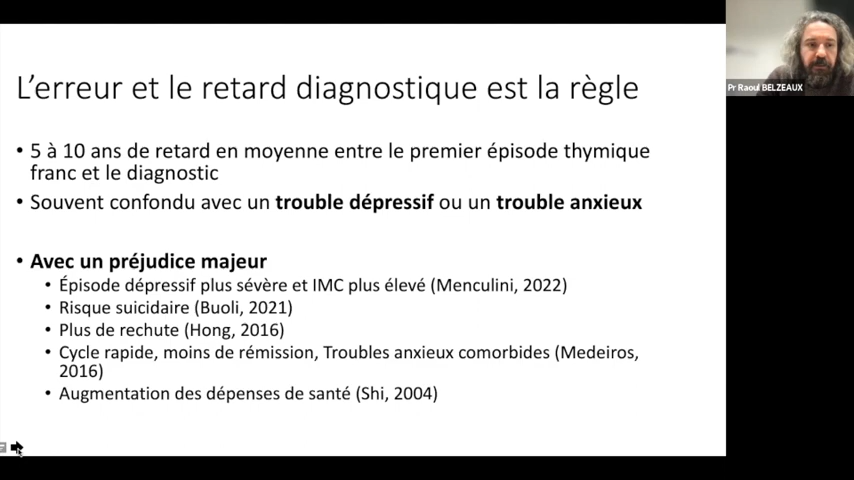 L'erreur et le retard diagnostique est la règle
• 5 à 10 ans de retard en moyenne entre le premier épisode thymique
franc et le diagnostic
• Souvent confondu avec un trouble dépressif ou un trouble anxieux
• Avec un préjudice majeur
• Épisode dépressif plus sévère et IMC plus élevé (Menculini, 2022)
• Risque suicidaire (Buoli, 2021)
• Plus de rechute (Hong, 2016)
• Cycle rapide, moins de rémission, Troubles anxieux comorbides (Medeiros,
2016)
• Augmentation des dépenses de santé (Shi, 2004)
Pr Raoul BELZEAUX